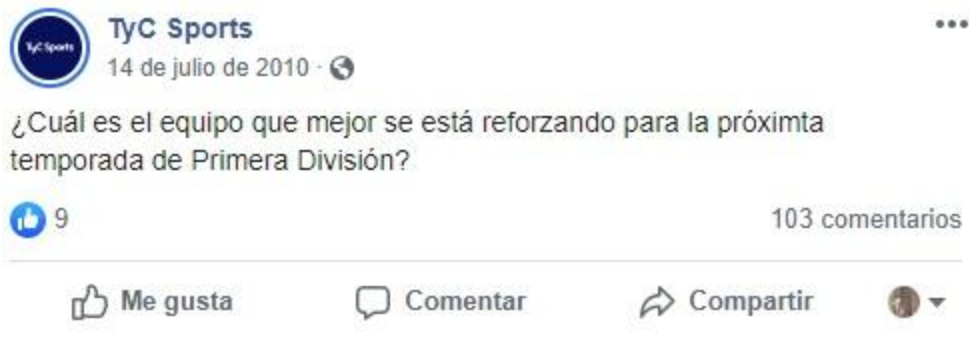 TyC Sports
TyC Sports
14 de julio de 2010 ·
¿Cuál es el equipo que mejor se está reforzando para la próximta
temporada de Primera División?
9
103 comentarios
Me gusta
Comentar
Compartir